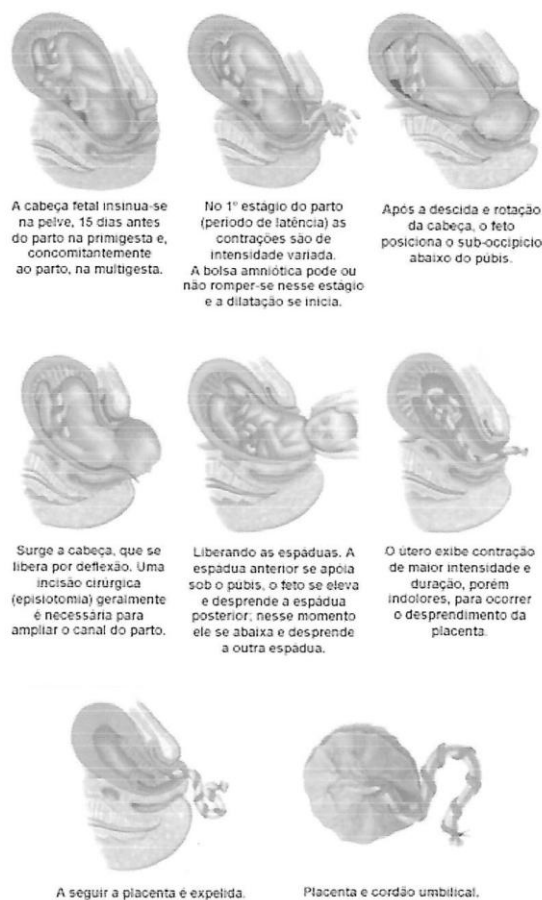 A cabeça fetal insinua-se
na pelve, 15 dias antes
do parto na primigesta e,
concomitantemente
ao parto, na multigesta.
No 1º estágio do parto
(período de latência) as
contrações são de
intensidade variada.
A bolsa amniótica pode ou
não romper-se nesse estágio
e a dilatação se inicia.
Após a descida e rotação
da cabeça, o feto
posiciona o sub-occipício
abaixo do púbis.
Surge a cabeça, que se
libera por deflexão. Uma
incisão cirúrgica
(episiotomia) geralmente
é necessária para
ampliar o canal do parto.
Liberando as espáduas. A
espádua anterior se apóia
sob o púbis, o feto se eleva
e desprende a espádua
posterior; nesse momento
ele se abaixa e desprende
a outra espádua.
O útero exibe contração
de maior intensidade e
duração, porém
indolores, para ocorrer
o desprendimento da
placenta.
A seguir a placenta é expelida.
Placenta e cordão umbilical.